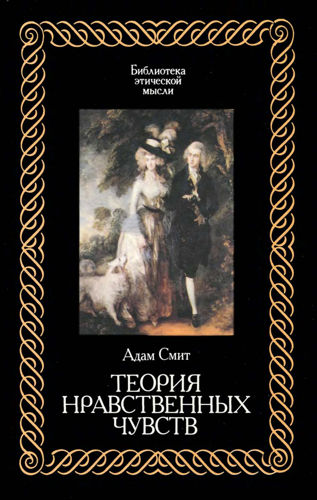 Библиотека
этической
мысли
Адам Смит
ТЕОРИЯ
НРАВСТВЕННЫХ
ЧУВСТВ